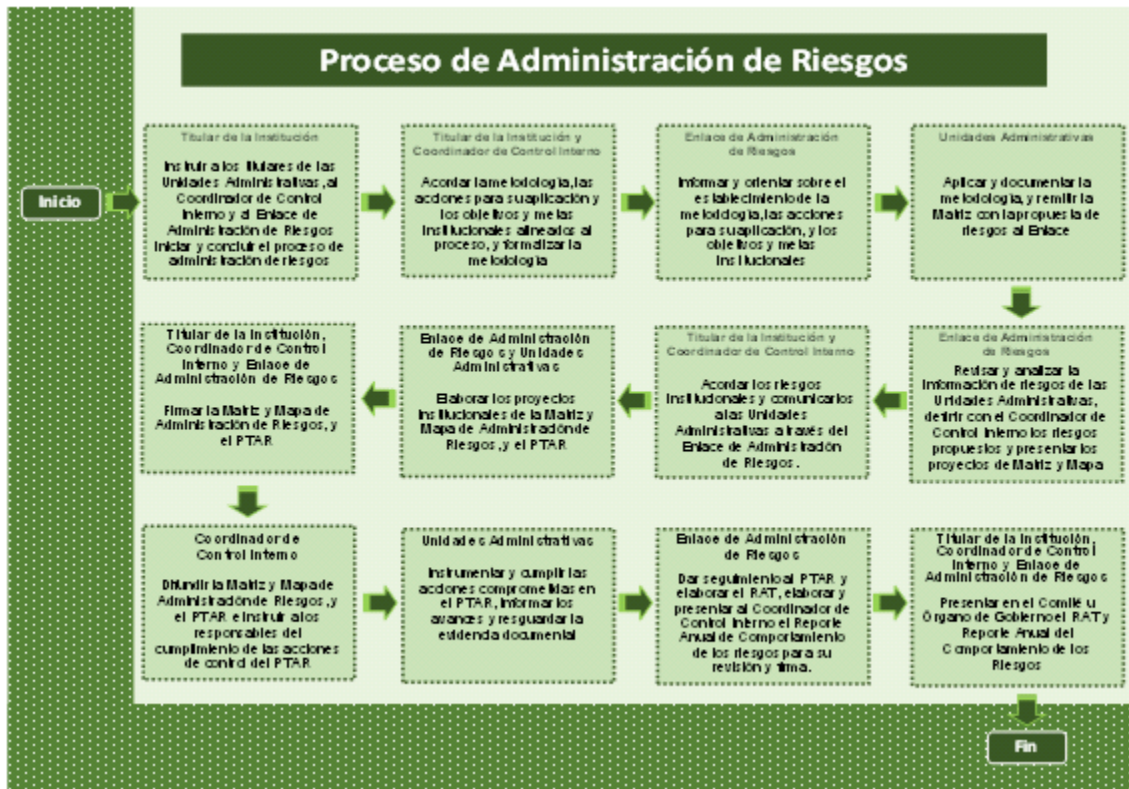 Proceso de Administración de Riesgos
Inicio
Titular de la Institución
Instruir a los titulares de las
Unidades Administrativas, al
Coordinador de Control
Interno y al Enlace de
Administración de Riesgos
iniciar y concluir el proceso de
administración de riesgos
Titular de la Institución y
Coordinador de Control Interno
Acordar la metodología, las
acciones para su aplicación y
los objetivos y metas
institucionales alineados al
proceso, y formalizar la
metodología
Enlace de Administración
de Riesgos
Informar y orientar sobre el
establecimiento de la
metodología, las acciones
para su aplicación, y los
objetivos y metas
institucionales
Unidades Administrativas
Aplicar y documentar la
metodología, y remitir la
Matriz con la propuesta de
riesgos al Enlace
Enlace de Administración
de Riesgos
Revisar y analizar la
información de riesgos de las
Unidades Administrativas,
definir con el Coordinador de
Control Interno los riesgos
propuestos y presentar los
proyectos de Matriz y Mapa
Titular de la Institución y
Coordinador de Control Interno
Acordar los riesgos
institucionales y comunicarlos
a las Unidades
Administrativas a través del
Enlace de Administración
de Riesgos.
Enlace de Administración
de Riesgos y Unidades
Administrativas
Elaborar los proyectos
institucionales de la Matriz y
Mapa de Administración de
Riesgos, y el PTAR
Titular de la Institución,
Coordinador de Control
Interno y Enlace de
Administración de Riesgos
Firmar la Matriz y Mapa de
Administración de Riesgos, y
el PTAR
Coordinador de
Control Interno
Difundir la Matriz y Mapa de
Administración de Riesgos, y
el PTAR e instruir a los
responsables del
cumplimiento de las acciones
de control del PTAR
Unidades Administrativas
Instrumentar y cumplir las
acciones comprometidas en
el PTAR, informar los
avances y resguardar la
evidencia documental
Enlace de Administración
de Riesgos
Dar seguimiento al PTAR y
elaborar el RAT, elaborar y
presentar al Coordinador de
Control Interno el Reporte
Anual de Comportamiento
de los riesgos para su
revisión y firma.
Titular de la Institución,
Coordinador de Control
Interno y Enlace de
Administración de Riesgos
Presentar en el Comité u
Órgano de Gobierno el RAT y
Reporte Anual del
Comportamiento de los
Riesgos
Fin